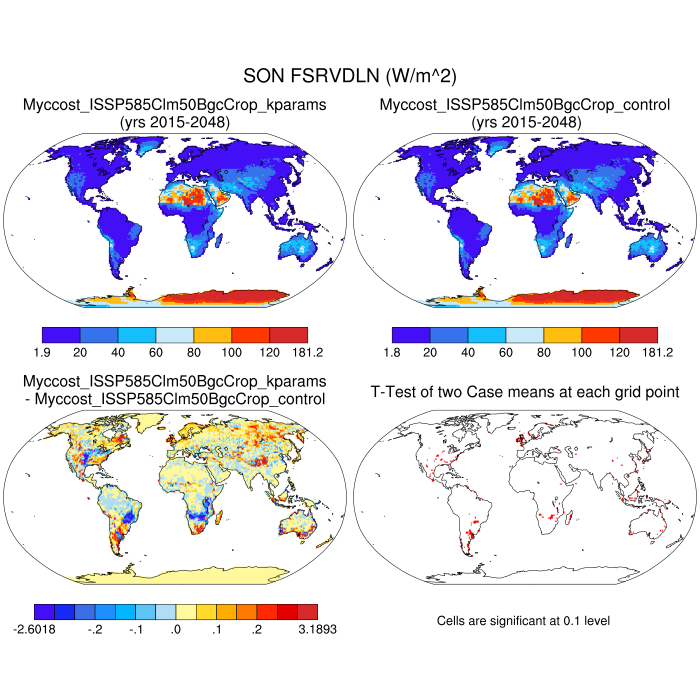 SON FSRVDLN (W/m^2)
Myccost_ISSP585Clm50BgcCrop_kparams
(yrs 2015-2048)
Myccost_ISSP585Clm50BgcCrop_control
(yrs 2015-2048)
1.9 20 40 60 80 100 120 181.2
1.8 20 40 60 80 100 120 181.2
Myccost_ISSP585Clm50BgcCrop_kparams
- Myccost_ISSP585Clm50BgcCrop_control
T-Test of two Case means at each grid point
-2.6018 -.2 -.1 .0 .1 .2 3.1893
Cells are significant at 0.1 level